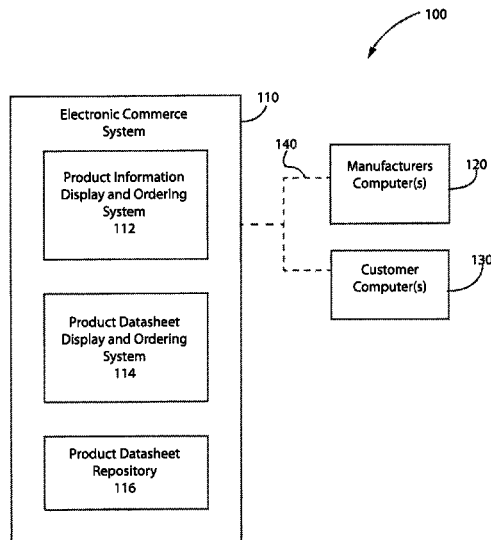 100
110
Electronic Commerce
System
Product Information
Display and Ordering
System
112
Product Datasheet
Display and Ordering
System
114
Product Datasheet
Repository
116
140
Manufacturers
Computer(s)
120
Customer
Computer(s)
130